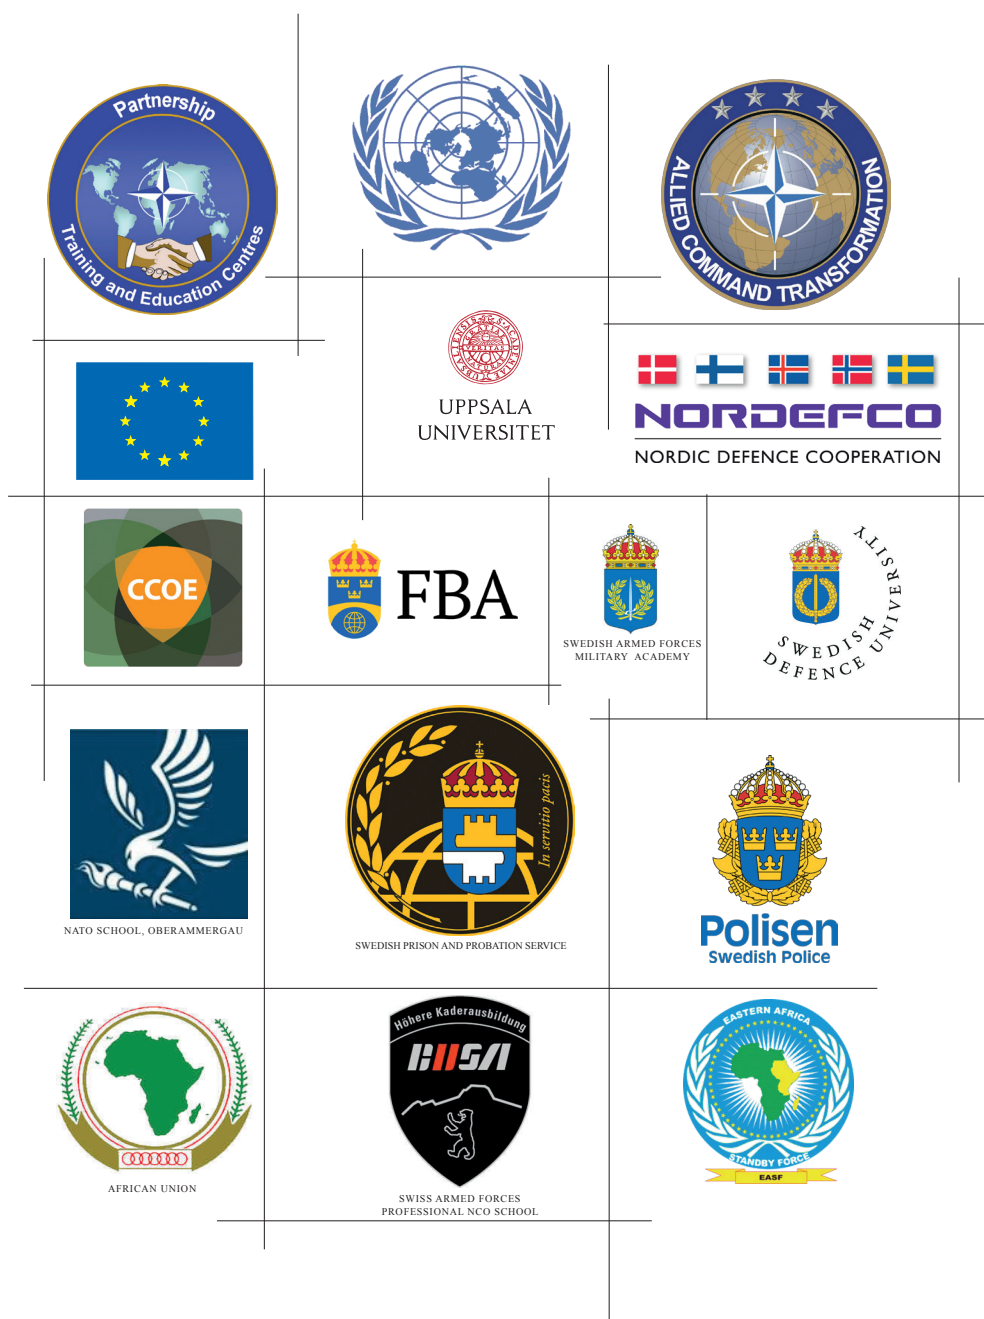 Partnership
Training and Education Centres
ALLIED COMMAND TRANSFORMATION
UPPSALA
UNIVERSITET
NORDEFCO
NORDIC DEFENCE COOPERATION
CCOE
FBA
SWEDISH ARMED FORCES
MILITARY ACADEMY
SWEDISH
DEFENCE UNIVERSITY
NATO SCHOOL, OBERAMMERGAU
In servitio pacis
SWEDISH PRISON AND PROBATION SERVICE
Polisen
Swedish Police
AFRICAN UNION
Höhere Kaderausbildung
BUSA
SWISS ARMED FORCES
PROFESSIONAL NCO SCHOOL
EASTERN AFRICA
STANDBY FORCE
EASF